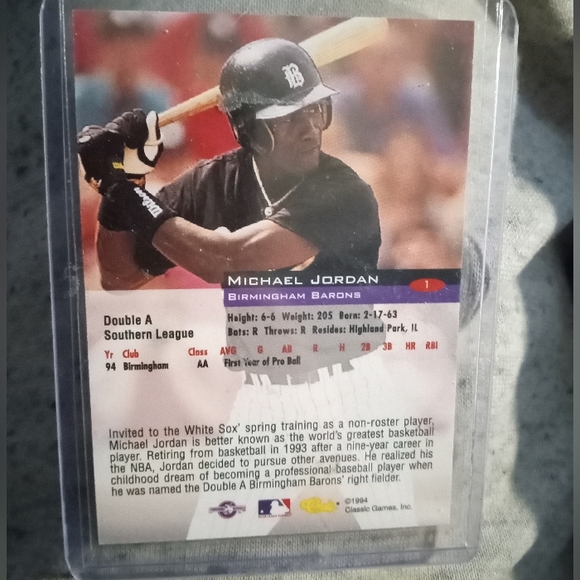 B
Wilson
MICHAEL JORDAN 1
BIRMINGHAM BARONS
Double A
Southern League
Height: 6-6 Weight: 205 Born: 2-17-63
Bats: R Throws: R Resides: Highland Park, IL
Yr Club Class AVG G AB R H 2B 3B HR RBI
94 Birmingham AA First Year of Pro Ball
Invited to the White Sox' spring training as a non-roster player,
Michael Jordan is better known as the world's greatest basketball
player. Retiring from basketball in 1993 after a nine-year career in
the NBA, Jordan decided to pursue other avenues. He realized his
childhood dream of becoming a professional baseball player when
he was named the Double A Birmingham Barons' right fielder.
Classic
©1994
Classic Games, Inc.